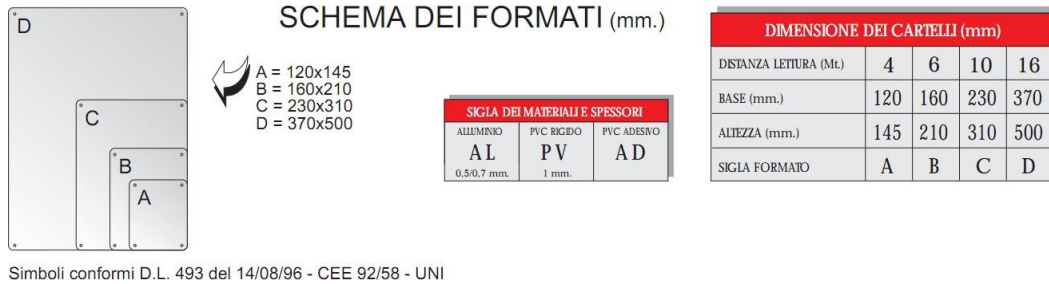 SCHEMA DEI FORMATI (mm.)
D
C
B
A
A = 120x145
B = 160x210
C = 230x310
D = 370x500
SIGLA DEI MATERIALI E SPESSORI
ALLUMINIO PVC RIGIDO PVC ADESIVO
AL PV AD
0,5/0,7 mm. 1 mm.
DIMENSIONE DEI CARTELLI (mm)
DISTANZA LETTURA (Mt.) 4 6 10 16
BASE (mm.) 120 160 230 370
ALTEZZA (mm.) 145 210 310 500
SIGLA FORMATO A B C D
Simboli conformi D.L. 493 del 14/08/96 - CEE 92/58 - UNI